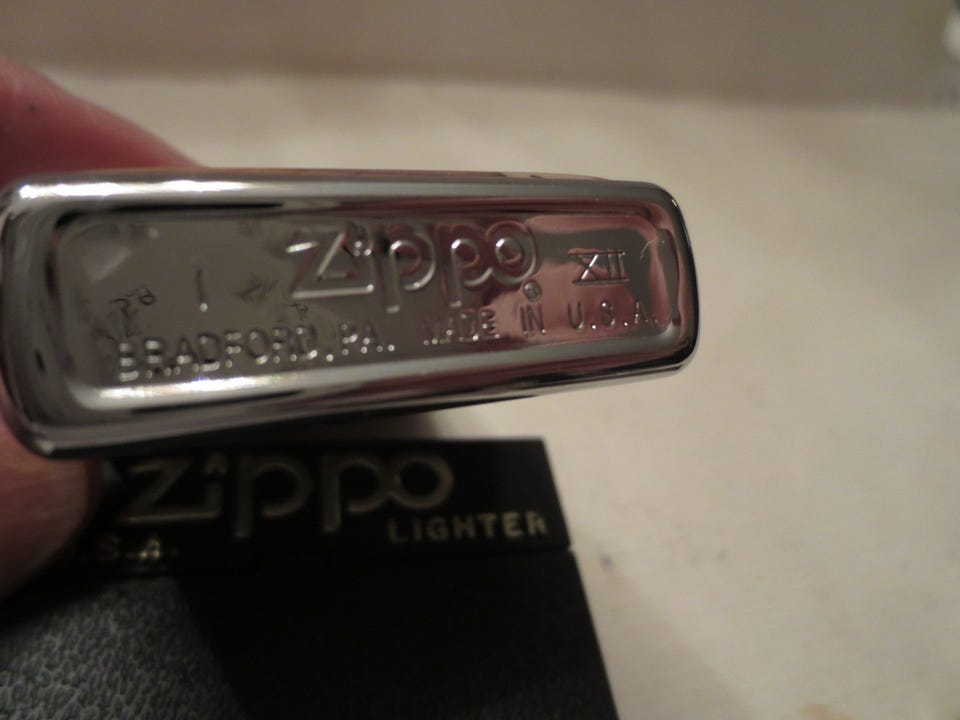 I Zippo® XII
BRADFORD, PA. MADE IN U.S.A.
Zippo
LIGHTER
S.A.